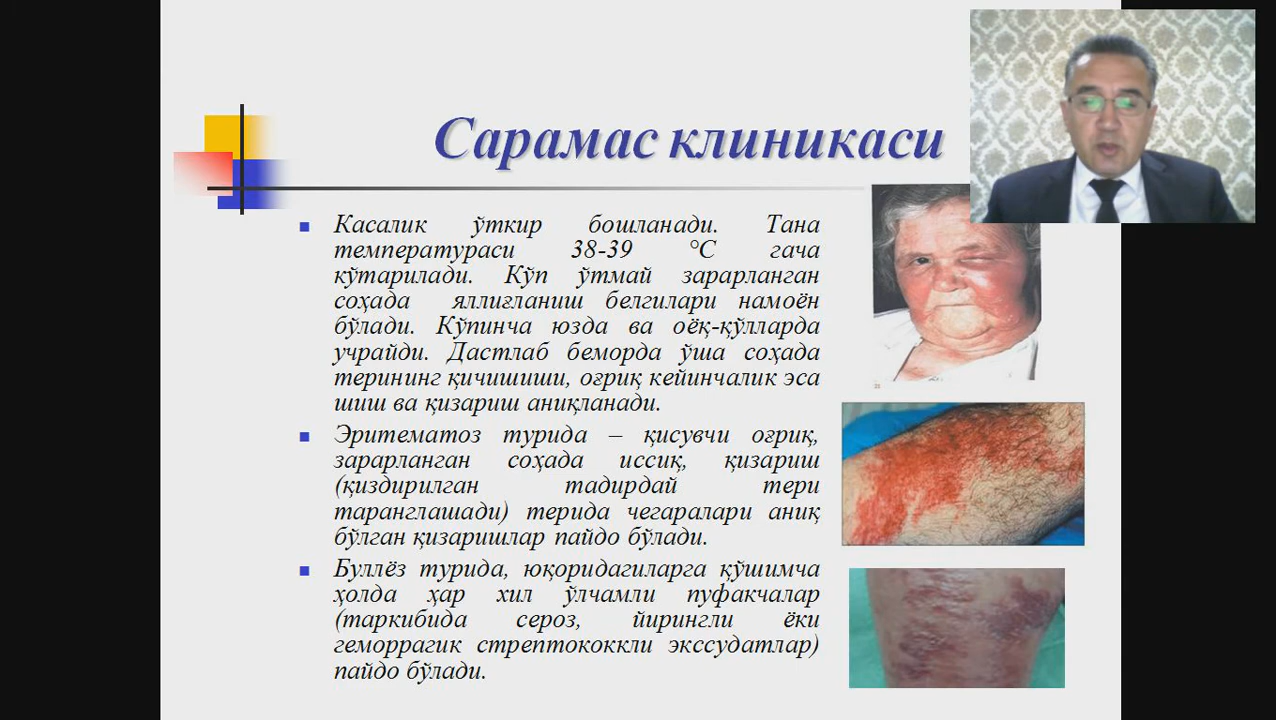 Сарамас клиникаси
Касалик ўткир бошланади. Тана
температураси 38-39 °С гача
кўтарилади. Кўп ўтмай зарарланган
соҳада яллиғланиш белгилари намоён
бўлади. Кўпинча юзда ва оёқ-қўлларда
учрайди. Дастлаб беморда ўша соҳада
терининг қичишиши, оғриқ кейинчалик эса
шиш ва қизариш аниқланади.
Эритематоз турида – қисувчи оғриқ,
зарарланган соҳада иссиқ, қизариш
(қиздирилган тадирдай тери
таранглашади) терида чегаралари аниқ
бўлган қизаришлар пайдо бўлади.
Буллёз турида, юқоридагиларга қўшимча
ҳолда ҳар хил ўлчамли пуфакчалар
(таркибида сероз, йирингли ёки
геморрагик стрептококкли экссудатлар)
пайдо бўлади.